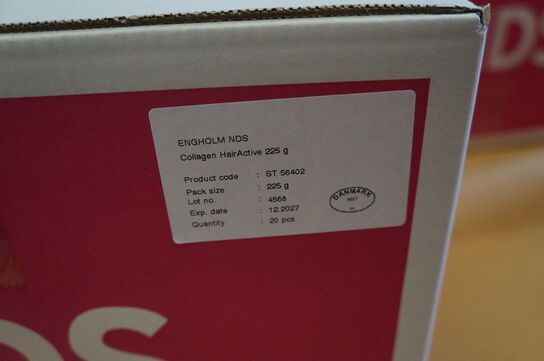 DS
ENGHOLM NDS
Collagen HairActive 225 g
Product code : ST 56402
Pack size : 225 g
Lot no. : 4568
Exp. date : 12.2027
Quantity : 20 pcs.
DANMARK
DS